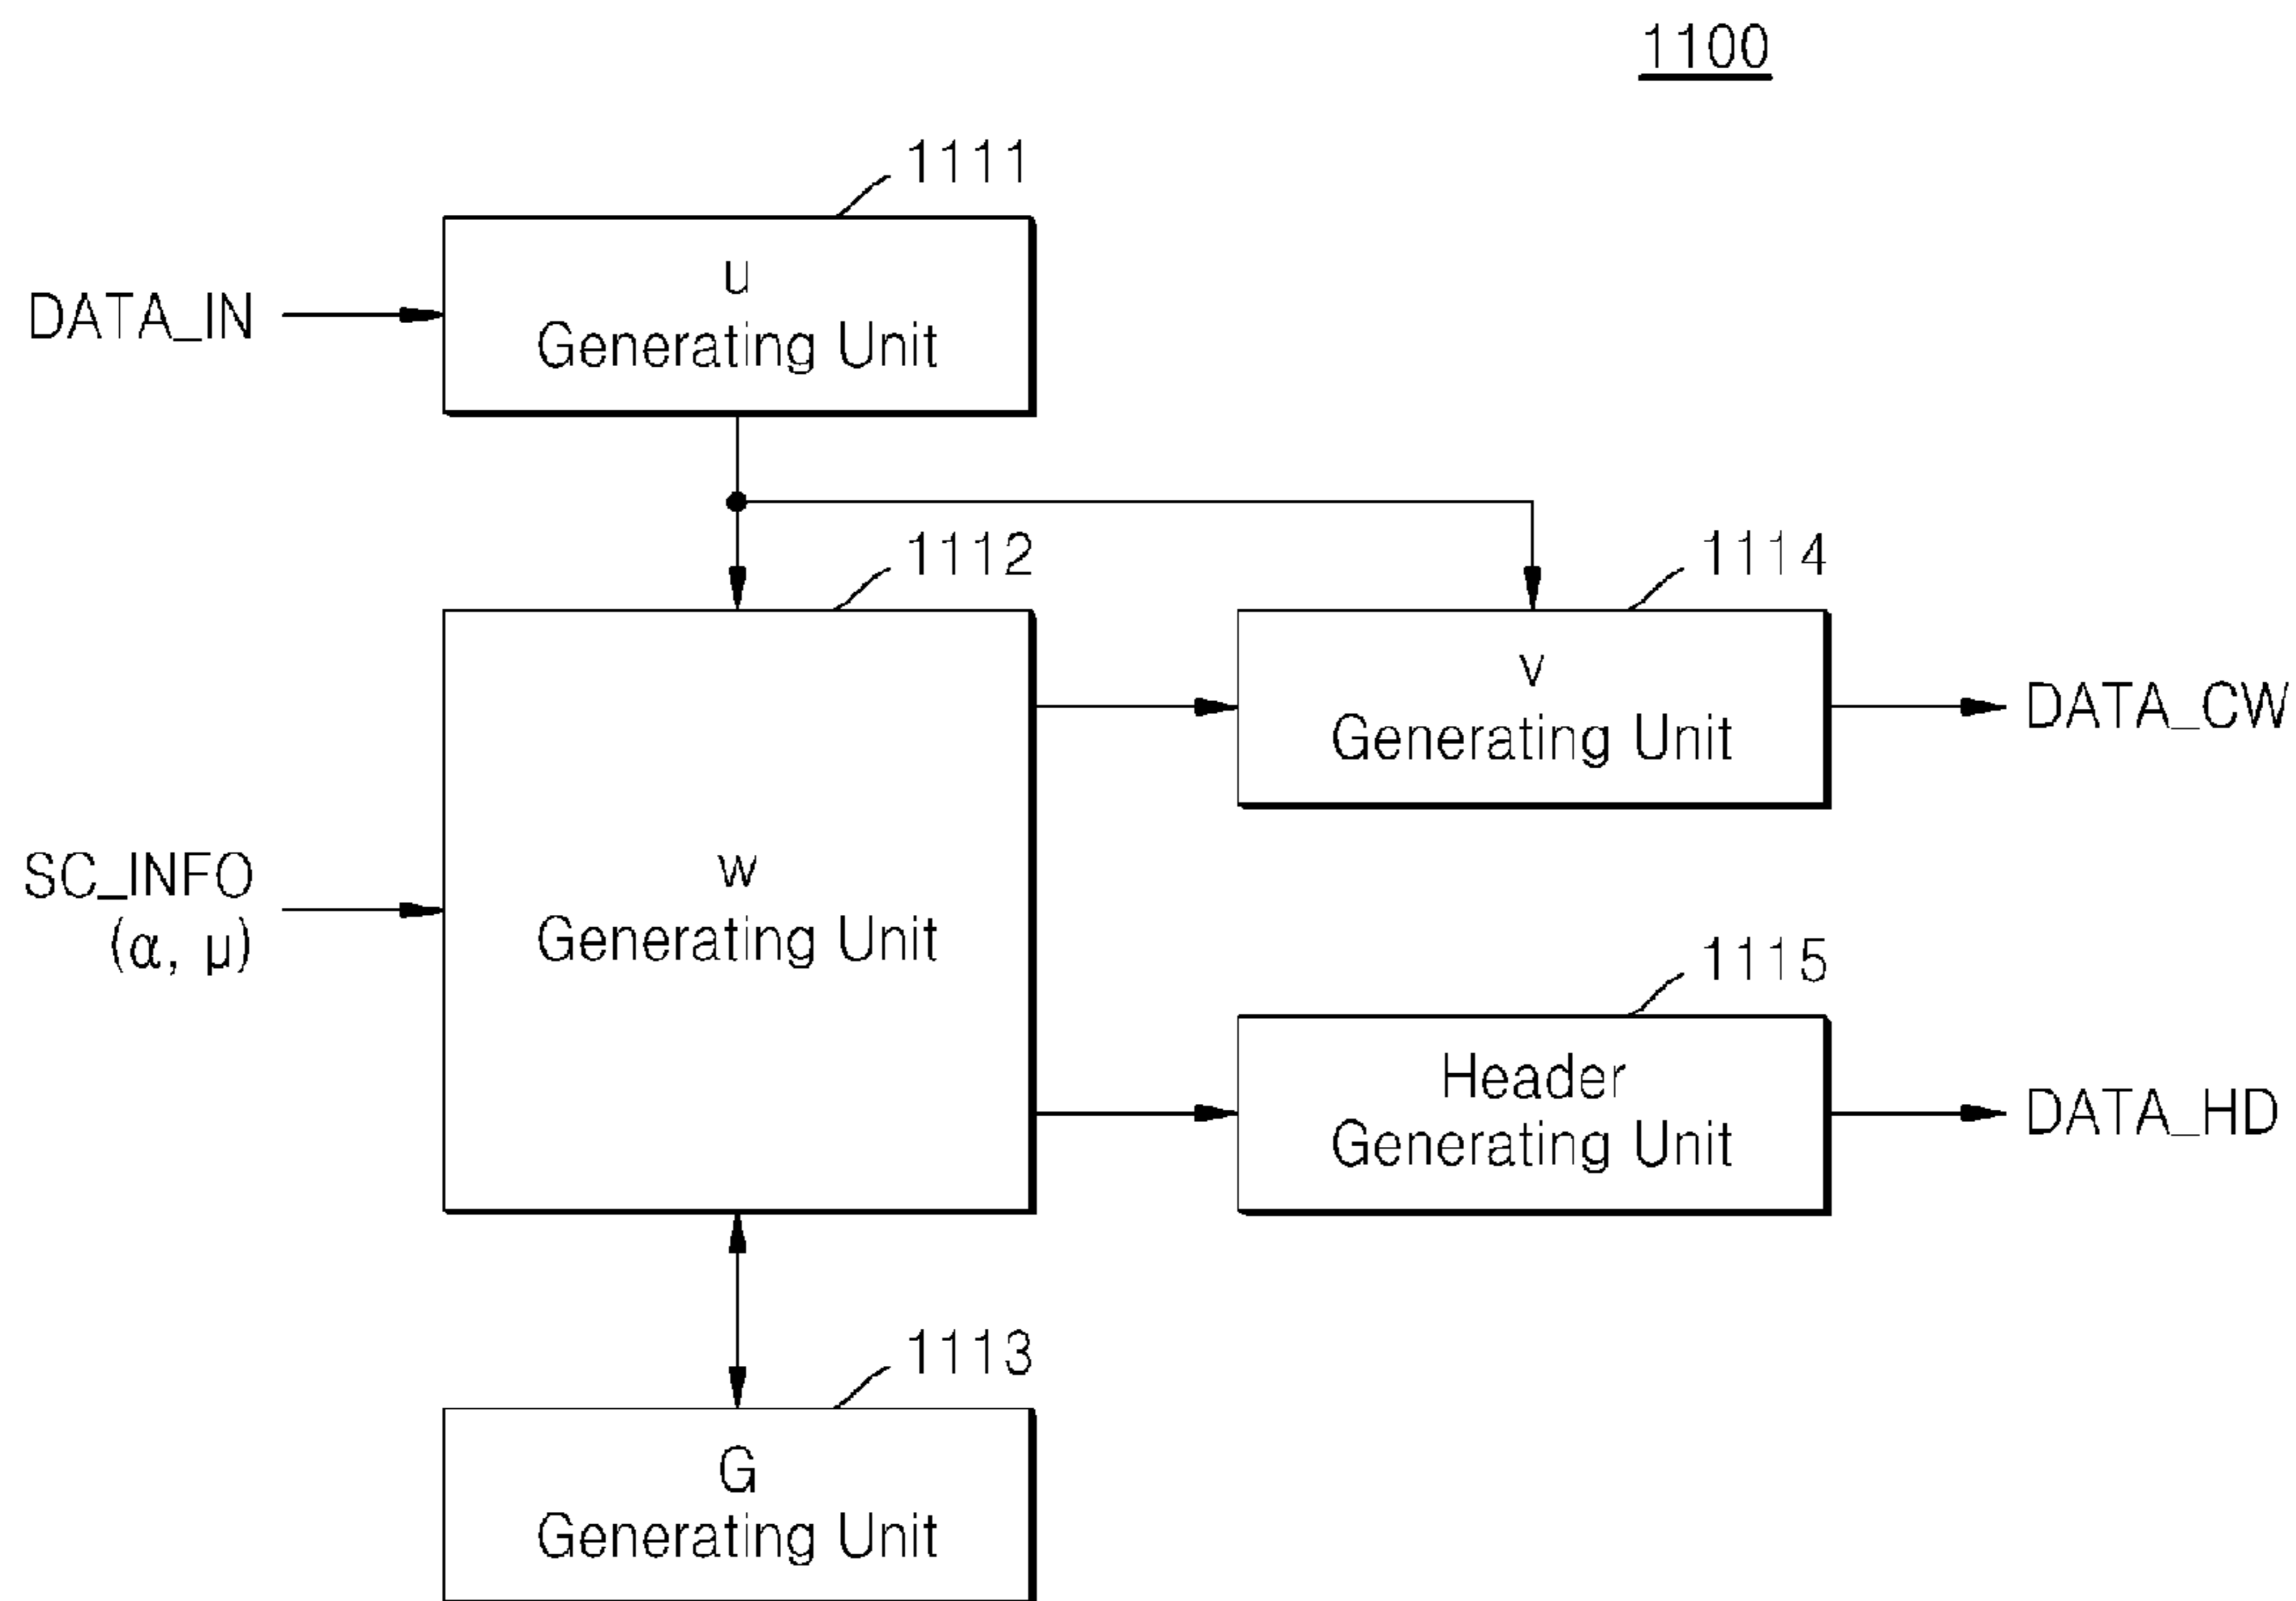 1100
1111
u
DATA_IN
Generating Unit
1112
1114
v
DATA_CW
Generating Unit
SC_INFO
(α, μ)
w
Generating Unit
1115
Header
DATA_HD
Generating Unit
1113
G
Generating Unit